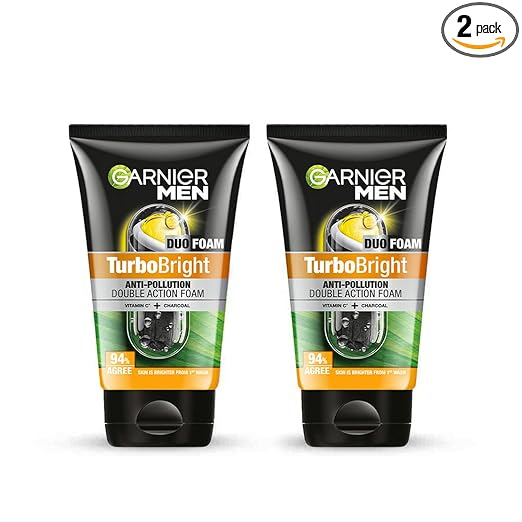 2 pack
GARNIER
MEN
DUO FOAM
TurboBright
ANTI-POLLUTION
DOUBLE ACTION FOAM
VITAMIN C* + CHARCOAL
94%
AGREE
SKIN IS BRIGHTER FROM 1ST WASH
GARNIER
MEN
DUO FOAM
TurboBright
ANTI-POLLUTION
DOUBLE ACTION FOAM
VITAMIN C* + CHARCOAL
94%
AGREE
SKIN IS BRIGHTER FROM 1ST WASH